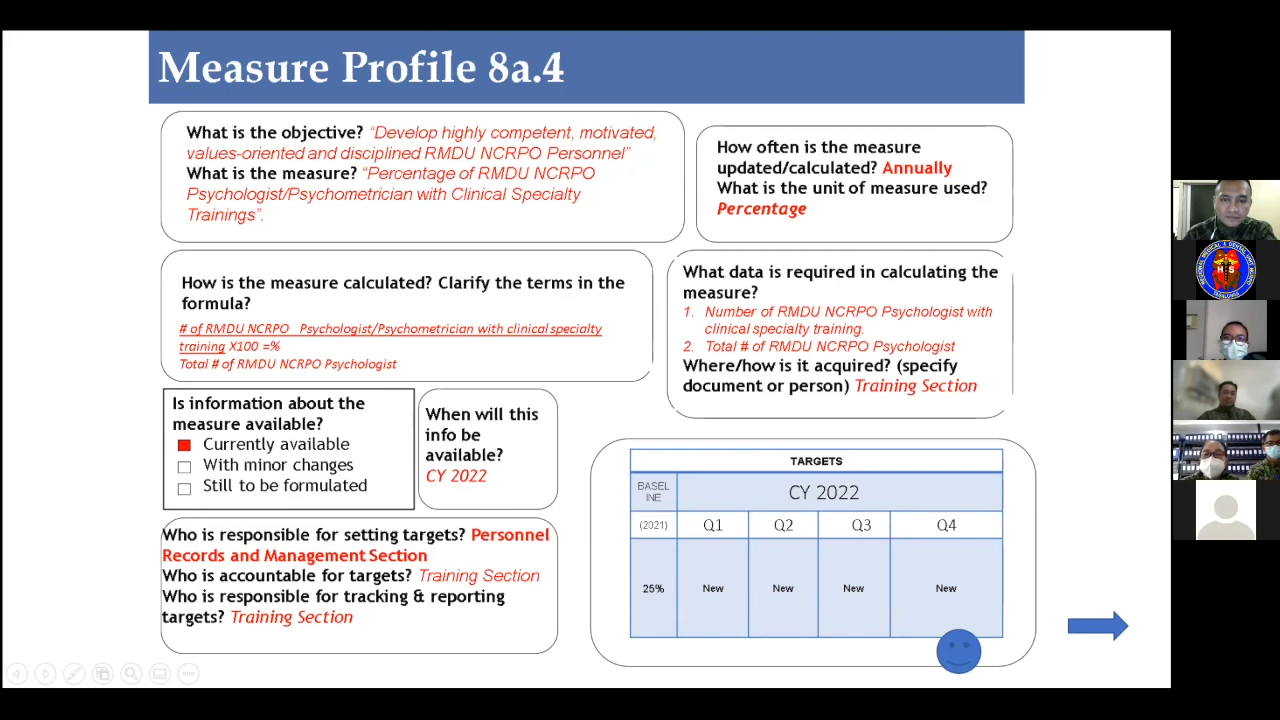 Measure Profile 8a.4
What is the objective? “Develop highly competent, motivated,
values-oriented and disciplined RMDU NCRPO Personnel”
What is the measure? “Percentage of RMDU NCRPO
Psychologist/Psychometrician with Clinical Specialty
Trainings”.
How often is the measure
updated/calculated? Annually
What is the unit of measure used?
Percentage
How is the measure calculated? Clarify the terms in the
formula?
# of RMDU NCRPO Psychologist/Psychometrician with clinical specialty
training X100 =%
Total # of RMDU NCRPO Psychologist
What data is required in calculating the
measure?
1. Number of RMDU NCRPO Psychologist with
clinical specialty training.
2. Total # of RMDU NCRPO Psychologist
Where/how is it acquired? (specify
document or person) Training Section
Is information about the
measure available?
Currently available
With minor changes
Still to be formulated
When will this
info be
available?
CY 2022
Who is responsible for setting targets? Personnel
Records and Management Section
Who is accountable for targets? Training Section
Who is responsible for tracking & reporting
targets? Training Section
TARGETS
BASEL
INE
CY 2022
(2021) Q1 Q2 Q3 Q4
25% New New New New